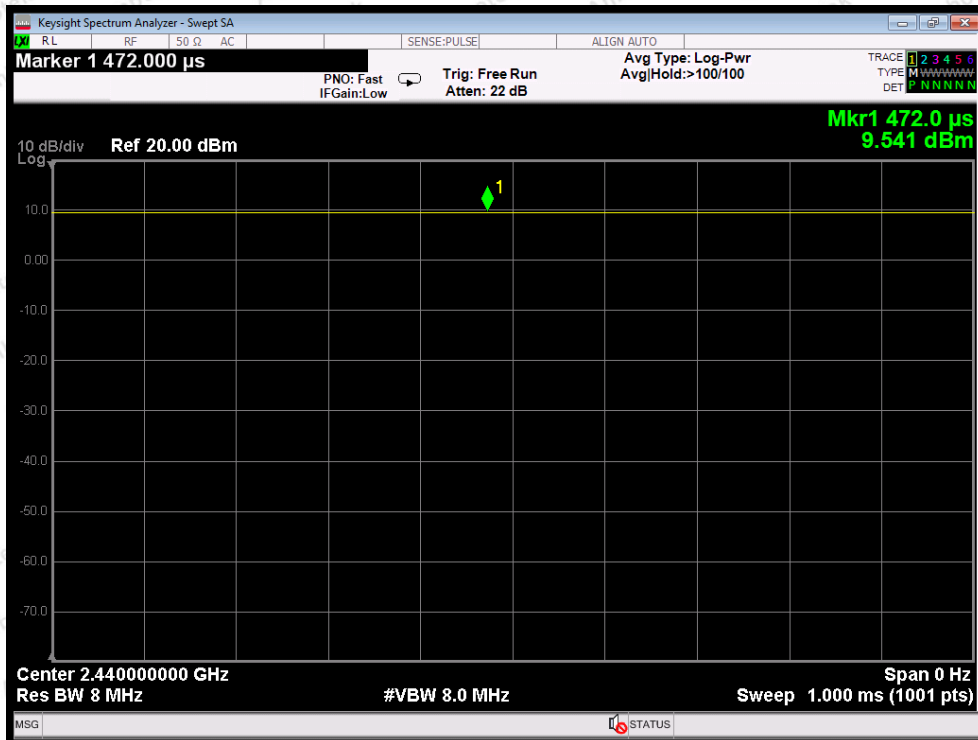 Keysight Spectrum Analyzer - Swept SA
LXI RL RF 50 Ω AC SENSE:PULSE ALIGN AUTO
Marker 1 472.000 µs
PNO: Fast
IFGain:Low
Trig: Free Run
Atten: 22 dB
Avg Type: Log-Pwr
Avg|Hold:>100/100
TRACE 1 2 3 4 5 6
TYPE M WWWWW
DET P N N N N N
Mkr1 472.0 µs
9.541 dBm
10 dB/div Ref 20.00 dBm
Log
1
10.0
0.00
-10.0
-20.0
-30.0
-40.0
-50.0
-60.0
-70.0
Center 2.440000000 GHz Span 0 Hz
Res BW 8 MHz #VBW 8.0 MHz Sweep 1.000 ms (1001 pts)
MSG STATUS